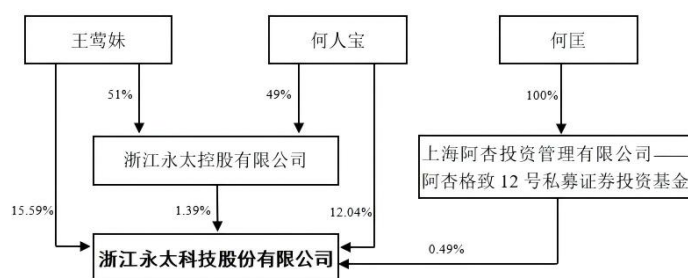 王莺妹
何人宝
何匡
51%
49%
100%
浙江永太控股有限公司
上海阿杏投资管理有限公司——
阿杏格致 12 号私募证券投资基金
15.59%
1.39%
12.04%
0.49%
浙江永太科技股份有限公司